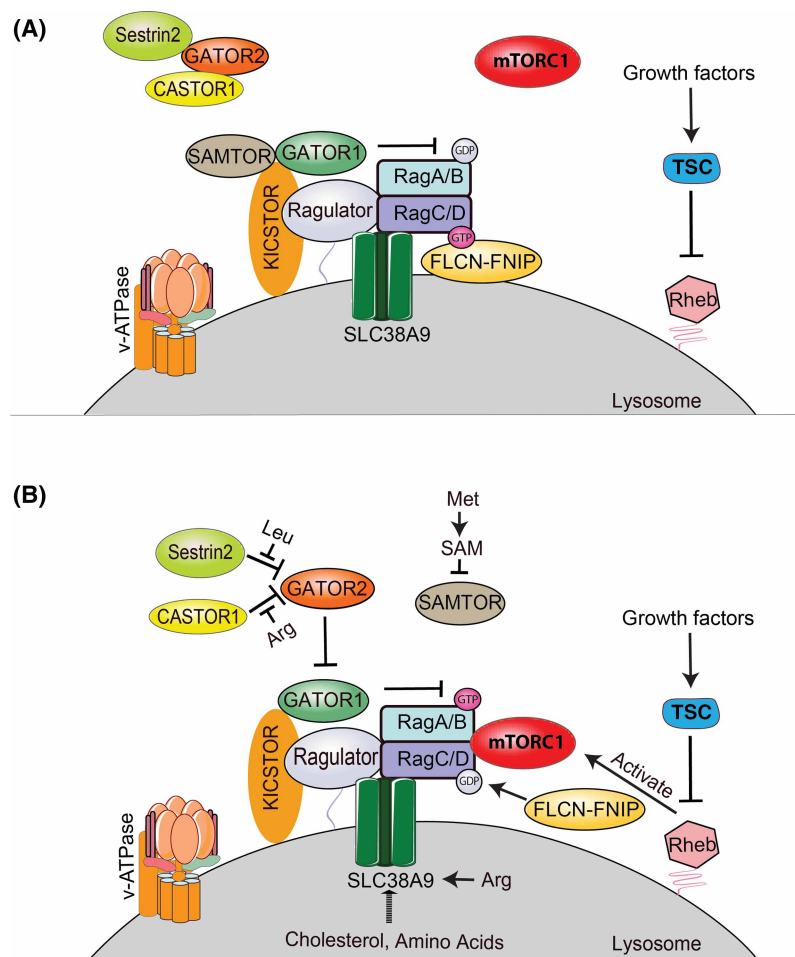 (A)
Sestrin2
GATOR2
CASTOR1
mTORC1
Growth factors
SAMTOR
GATOR1
GDP
RagA/B
TSC
KICSTOR
Ragulator
RagC/D
GTP
FLCN-FNIP
Rheb
v-ATPase
SLC38A9
Lysosome
(B)
Met
Leu
Sestrin2
SAM
GATOR2
CASTOR1
SAMTOR
Arg
Growth factors
GATOR1
GTP
RagA/B
TSC
KICSTOR
Ragulator
RagC/D
mTORC1
GDP
Activate
FLCN-FNIP
Rheb
v-ATPase
SLC38A9
Arg
Cholesterol, Amino Acids
Lysosome